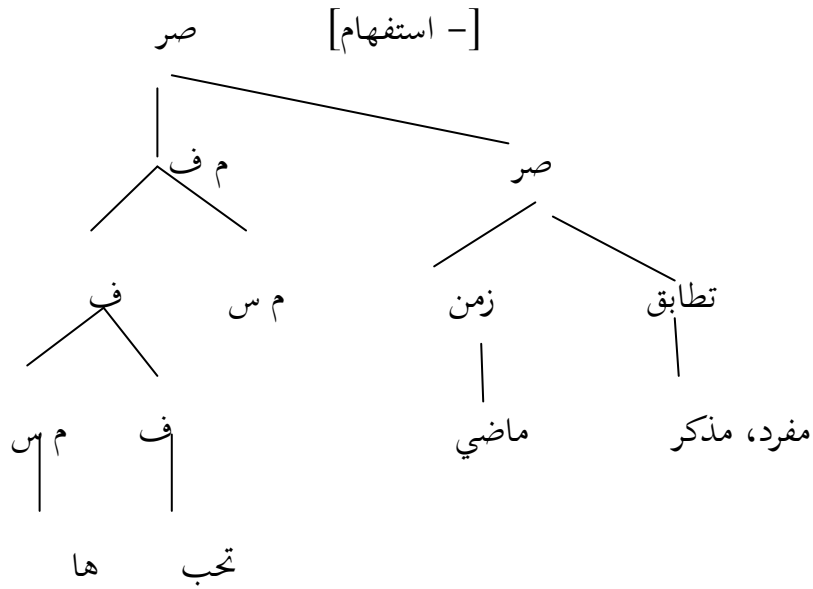 [– استفهام] صر
صر م ف
تطابق زمن م س ف
مفرد، مذكر ماضي ف م س
تحب ها